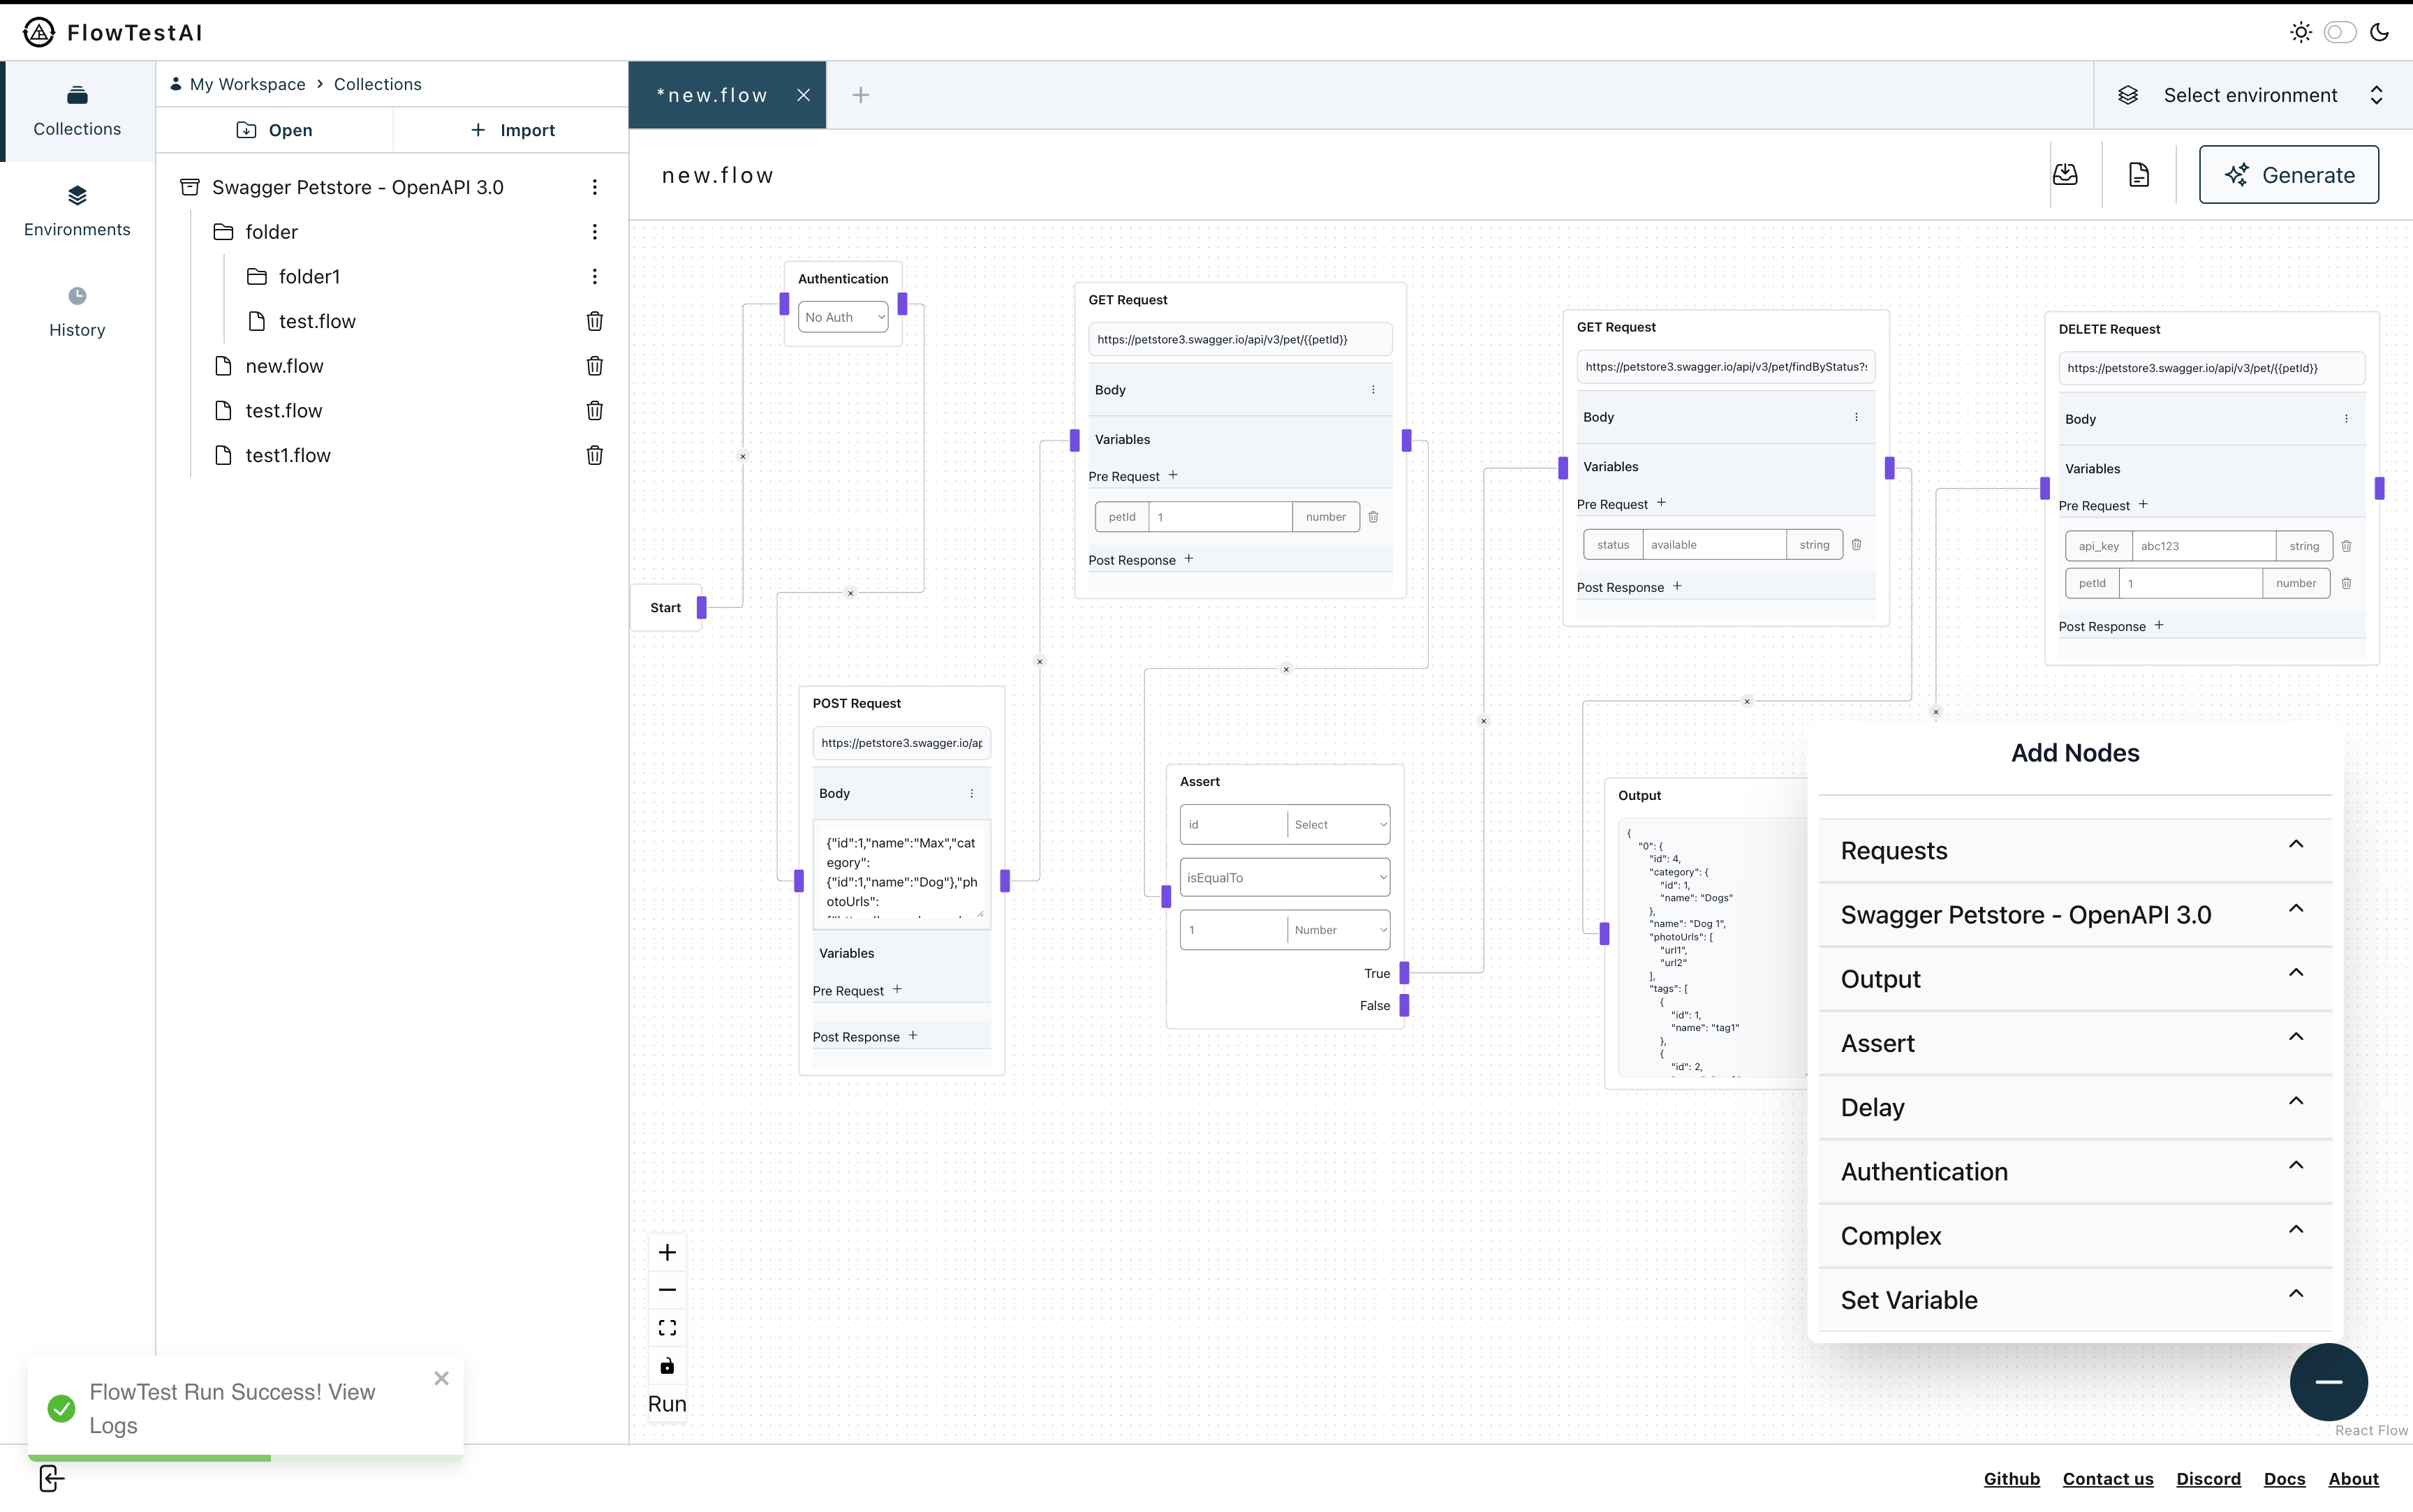 FlowTestAI
Collections
Environments
History
My Workspace > Collections
Open
Import
Swagger Petstore - OpenAPI 3.0
folder
folder1
test.flow
new.flow
test.flow
test1.flow
*new.flow
Select environment
new.flow
Generate
Authentication
No Auth
Start
GET Request
https://petstore3.swagger.io/api/v3/pet/{{petId}}
Body
Variables
Pre Request +
petId 1 number
Post Response +
GET Request
https://petstore3.swagger.io/api/v3/pet/findByStatus?
Body
Variables
Pre Request +
status available string
Post Response +
DELETE Request
https://petstore3.swagger.io/api/v3/pet/{{petId}}
Body
Variables
Pre Request +
api_key abc123 string
petId 1 number
Post Response +
POST Request
https://petstore3.swagger.io/ap
Body
{"id":1,"name":"Max","cat
egory":
{"id":1,"name":"Dog"},"ph
otoUrls":
Variables
Pre Request +
Post Response +
Assert
id Select
isEqualTo
1 Number
True
False
Output
{
"0": {
"id": 4,
"category": {
"id": 1,
"name": "Dogs"
},
"name": "Dog 1",
"photoUrls": [
"url1",
"url2"
],
"tags": [
{
"id": 1,
"name": "tag1"
},
{
"id": 2,
Add Nodes
Requests
Swagger Petstore - OpenAPI 3.0
Output
Assert
Delay
Authentication
Complex
Set Variable
Run
FlowTest Run Success! View
Logs
React Flow
Github
Contact us
Discord
Docs
About